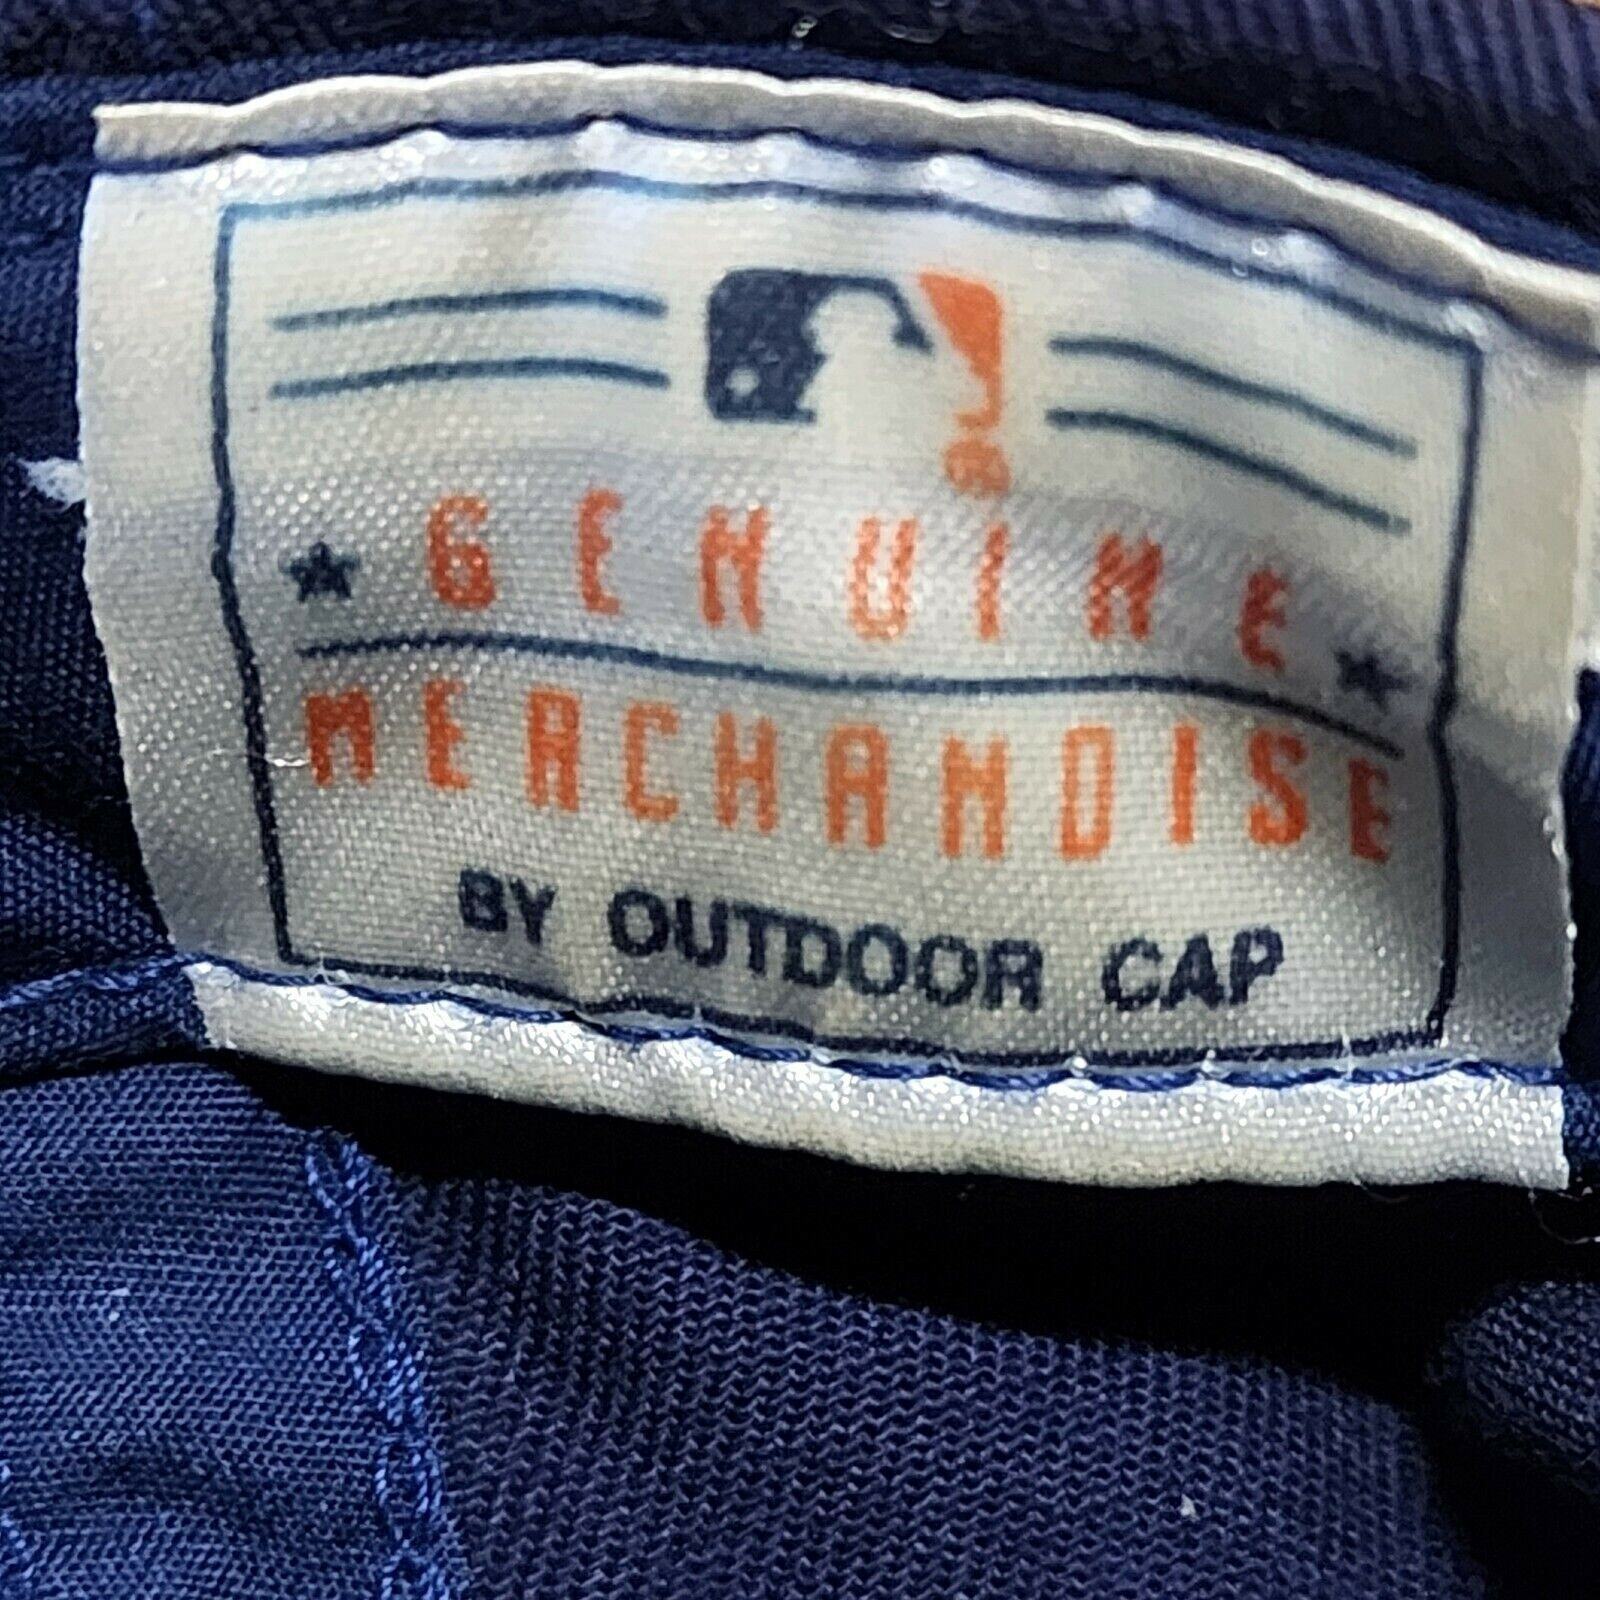 ®
GENUINE
MERCHANDISE
BY OUTDOOR CAP